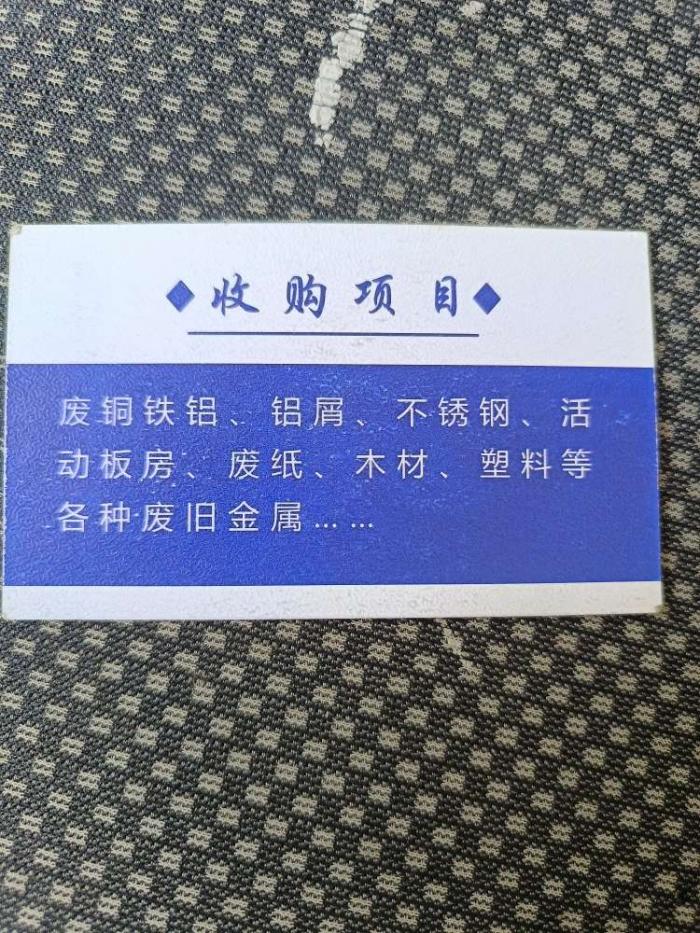 ◆收购项目◆
废铜铁铝、铝屑、不锈钢、活
动板房、废纸、木材、塑料等
各种废旧金属……